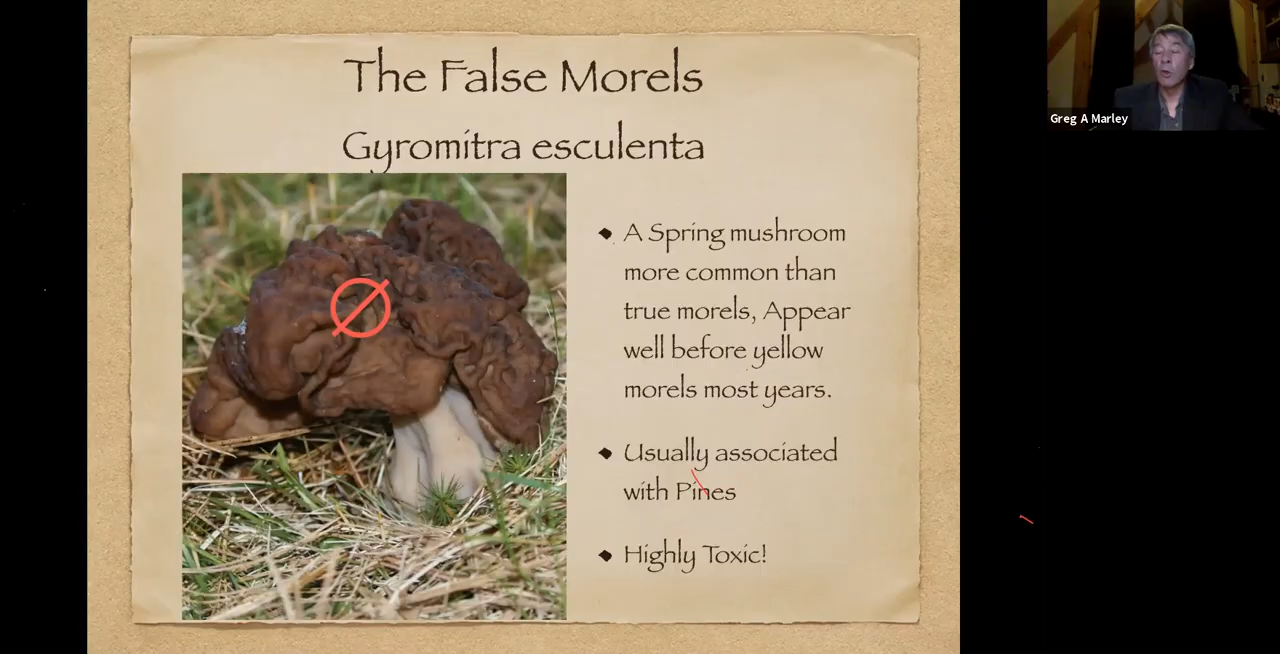 The False Morels
Gyromitra esculenta
A Spring mushroom
more common than
true morels, Appear
well before yellow
morels most years.
Usually associated
with Pines
Highly Toxic!
Greg A Marley